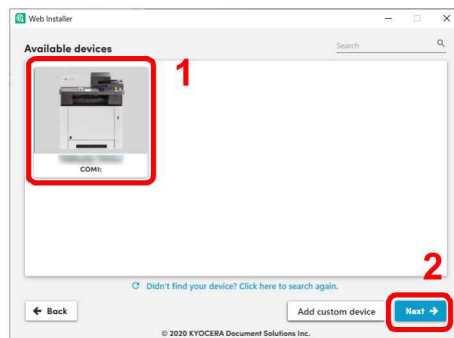 Web Installer
Available devices
Search
1
COM1:
2
Didn't find your device? Click here to search again.
Back
Add custom device
Next
© 2020 KYOCERA Document Solutions Inc.